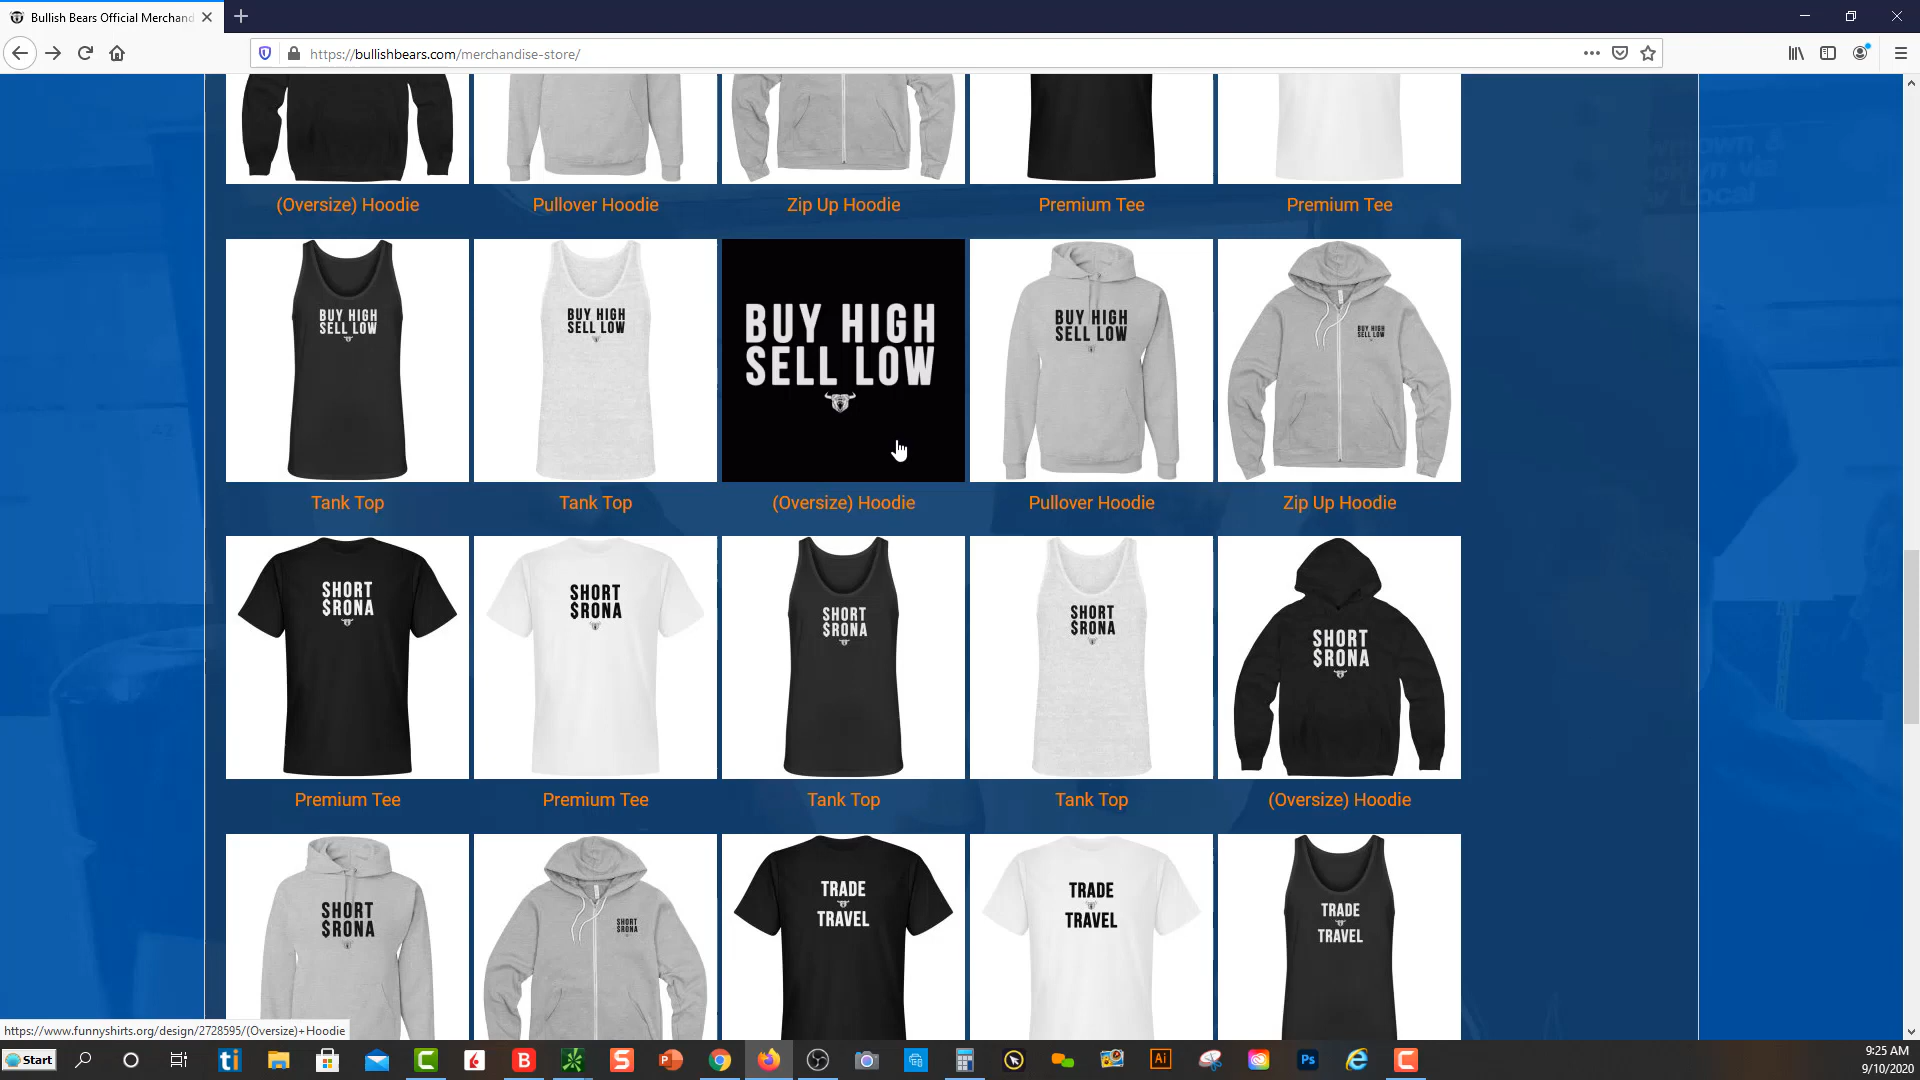 Bullish Bears Official Merchand
https://bullishbears.com/merchandise-store/
(Oversize) Hoodie
Pullover Hoodie
Zip Up Hoodie
Premium Tee
Premium Tee
BUY HIGH
SELL LOW
BUY HIGH
SELL LOW
BUY HIGH
SELL LOW
BUY HIGH
SELL LOW
BUY HIGH
SELL LOW
Tank Top
Tank Top
(Oversize) Hoodie
Pullover Hoodie
Zip Up Hoodie
SHORT
$RONA
SHORT
$RONA
SHORT
$RONA
SHORT
$RONA
SHORT
$RONA
Premium Tee
Premium Tee
Tank Top
Tank Top
(Oversize) Hoodie
SHORT
$RONA
SHORT
$RONA
TRADE
TRAVEL
TRADE
TRAVEL
TRADE
TRAVEL
https://www.funnyshirts.org/design/2728595/(Oversize)+Hoodie
Start
9:25 AM
9/10/2020